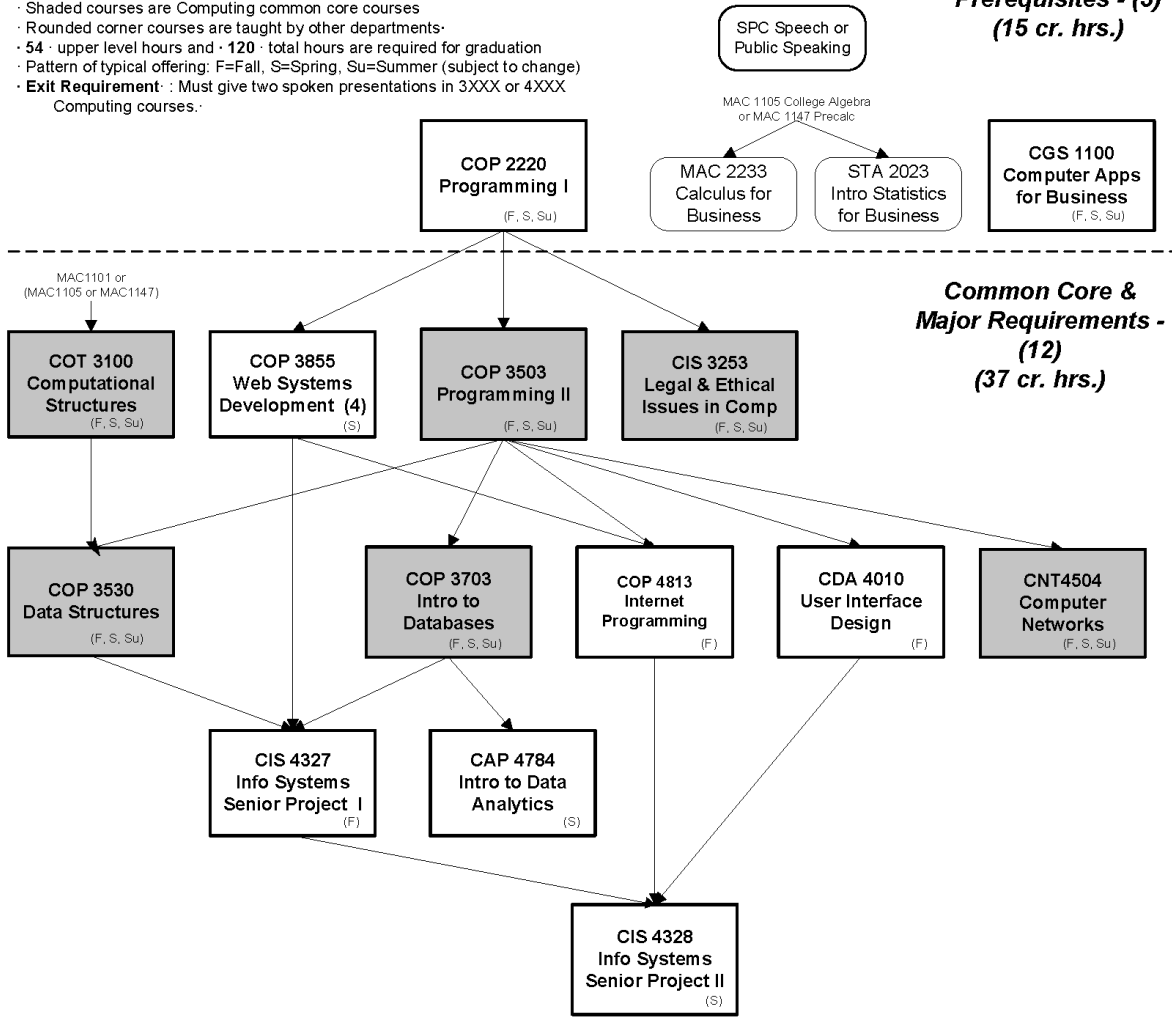 · Shaded courses are Computing common core courses
· Rounded corner courses are taught by other departments·
· 54 · upper level hours and · 120 · total hours are required for graduation
· Pattern of typical offering: F=Fall, S=Spring, Su=Summer (subject to change)
· Exit Requirement· : Must give two spoken presentations in 3XXX or 4XXX
Computing courses.·
Prerequisites - (5)
(15 cr. hrs.)
SPC Speech or
Public Speaking
MAC 1105 College Algebra
or MAC 1147 Precalc
COP 2220
Programming I
(F, S, Su)
MAC 2233
Calculus for
Business
STA 2023
Intro Statistics
for Business
CGS 1100
Computer Apps
for Business
(F, S, Su)
MAC1101 or
(MAC1105 or MAC1147)
Common Core &
Major Requirements -
(12)
(37 cr. hrs.)
COT 3100
Computational
Structures
(F, S, Su)
COP 3855
Web Systems
Development (4)
(S)
COP 3503
Programming II
(F, S, Su)
CIS 3253
Legal & Ethical
Issues in Comp
(F, S, Su)
COP 3530
Data Structures
(F, S, Su)
COP 3703
Intro to
Databases
(F, S, Su)
COP 4813
Internet
Programming
(F)
CDA 4010
User Interface
Design
(F)
CNT4504
Computer
Networks
(F, S, Su)
CIS 4327
Info Systems
Senior Project I
(F)
CAP 4784
Intro to Data
Analytics
(S)
CIS 4328
Info Systems
Senior Project II
(S)